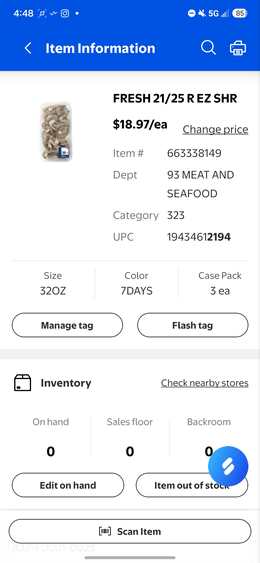 4:48
5G
85
Item Information
FRESH 21/25 R EZ SHR
$18.97/ea
Change price
Item #
663338149
Dept
93 MEAT AND
SEAFOOD
Category
323
UPC
19434612194
Size
Color
Case Pack
32OZ
7DAYS
3 ea
Manage tag
Flash tag
Inventory
Check nearby stores
On hand
Sales floor
Backroom
0
0
0
Edit on hand
Item out of stock
Scan Item